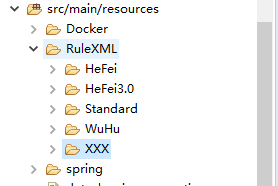 src/main/resources
Docker
RuleXML
HeFei
HeFei3.0
Standard
WuHu
XXX
spring